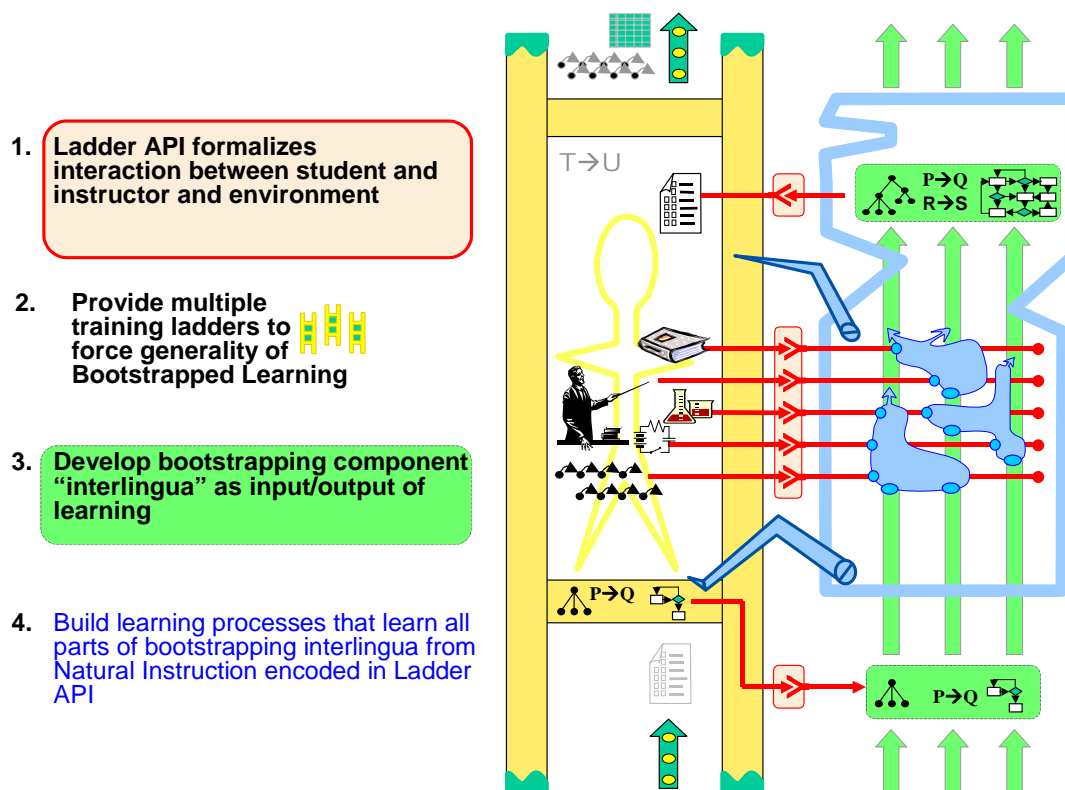 1. Ladder API formalizes
interaction between student and
instructor and environment
2. Provide multiple
training ladders to
force generality of
Bootstrapped Learning
3. Develop bootstrapping component
“interlingua” as input/output of
learning
4. Build learning processes that learn all
parts of bootstrapping interlingua from
Natural Instruction encoded in Ladder
API
T→U
P→Q
R→S
P→Q
P→Q